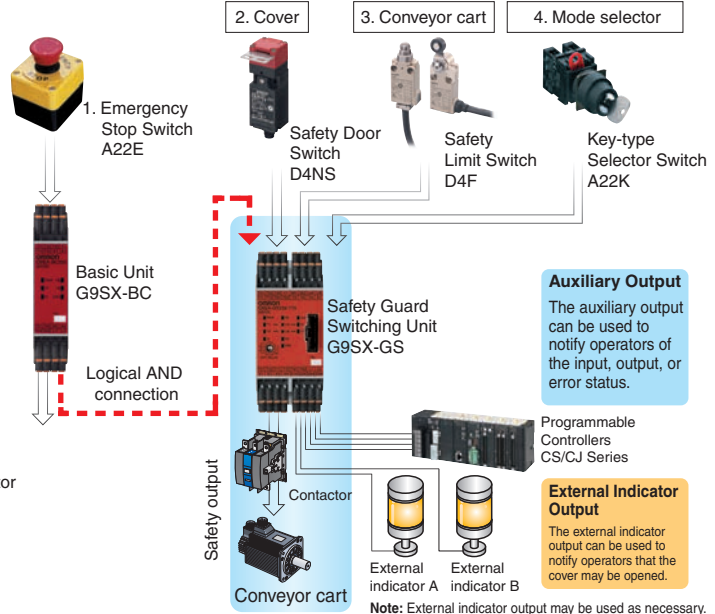 2. Cover
3. Conveyor cart
4. Mode selector
STOP
1. Emergency
Stop Switch
A22E
Safety Door
Switch
D4NS
Safety
Limit Switch
D4F
Key-type
Selector Switch
A22K
Basic Unit
G9SX-BC
Safety Guard
Switching Unit
G9SX-GS
Logical AND
connection
Auxiliary Output
The auxiliary output
can be used to
notify operators of
the input, output, or
error status.
Programmable
Controllers
CS/CJ Series
tor
Safety output
Contactor
External Indicator
Output
The external indicator
output can be used to
notify operators that the
cover may be opened.
External
indicator A
External
indicator B
Conveyor cart
Note: External indicator output may be used as necessary.